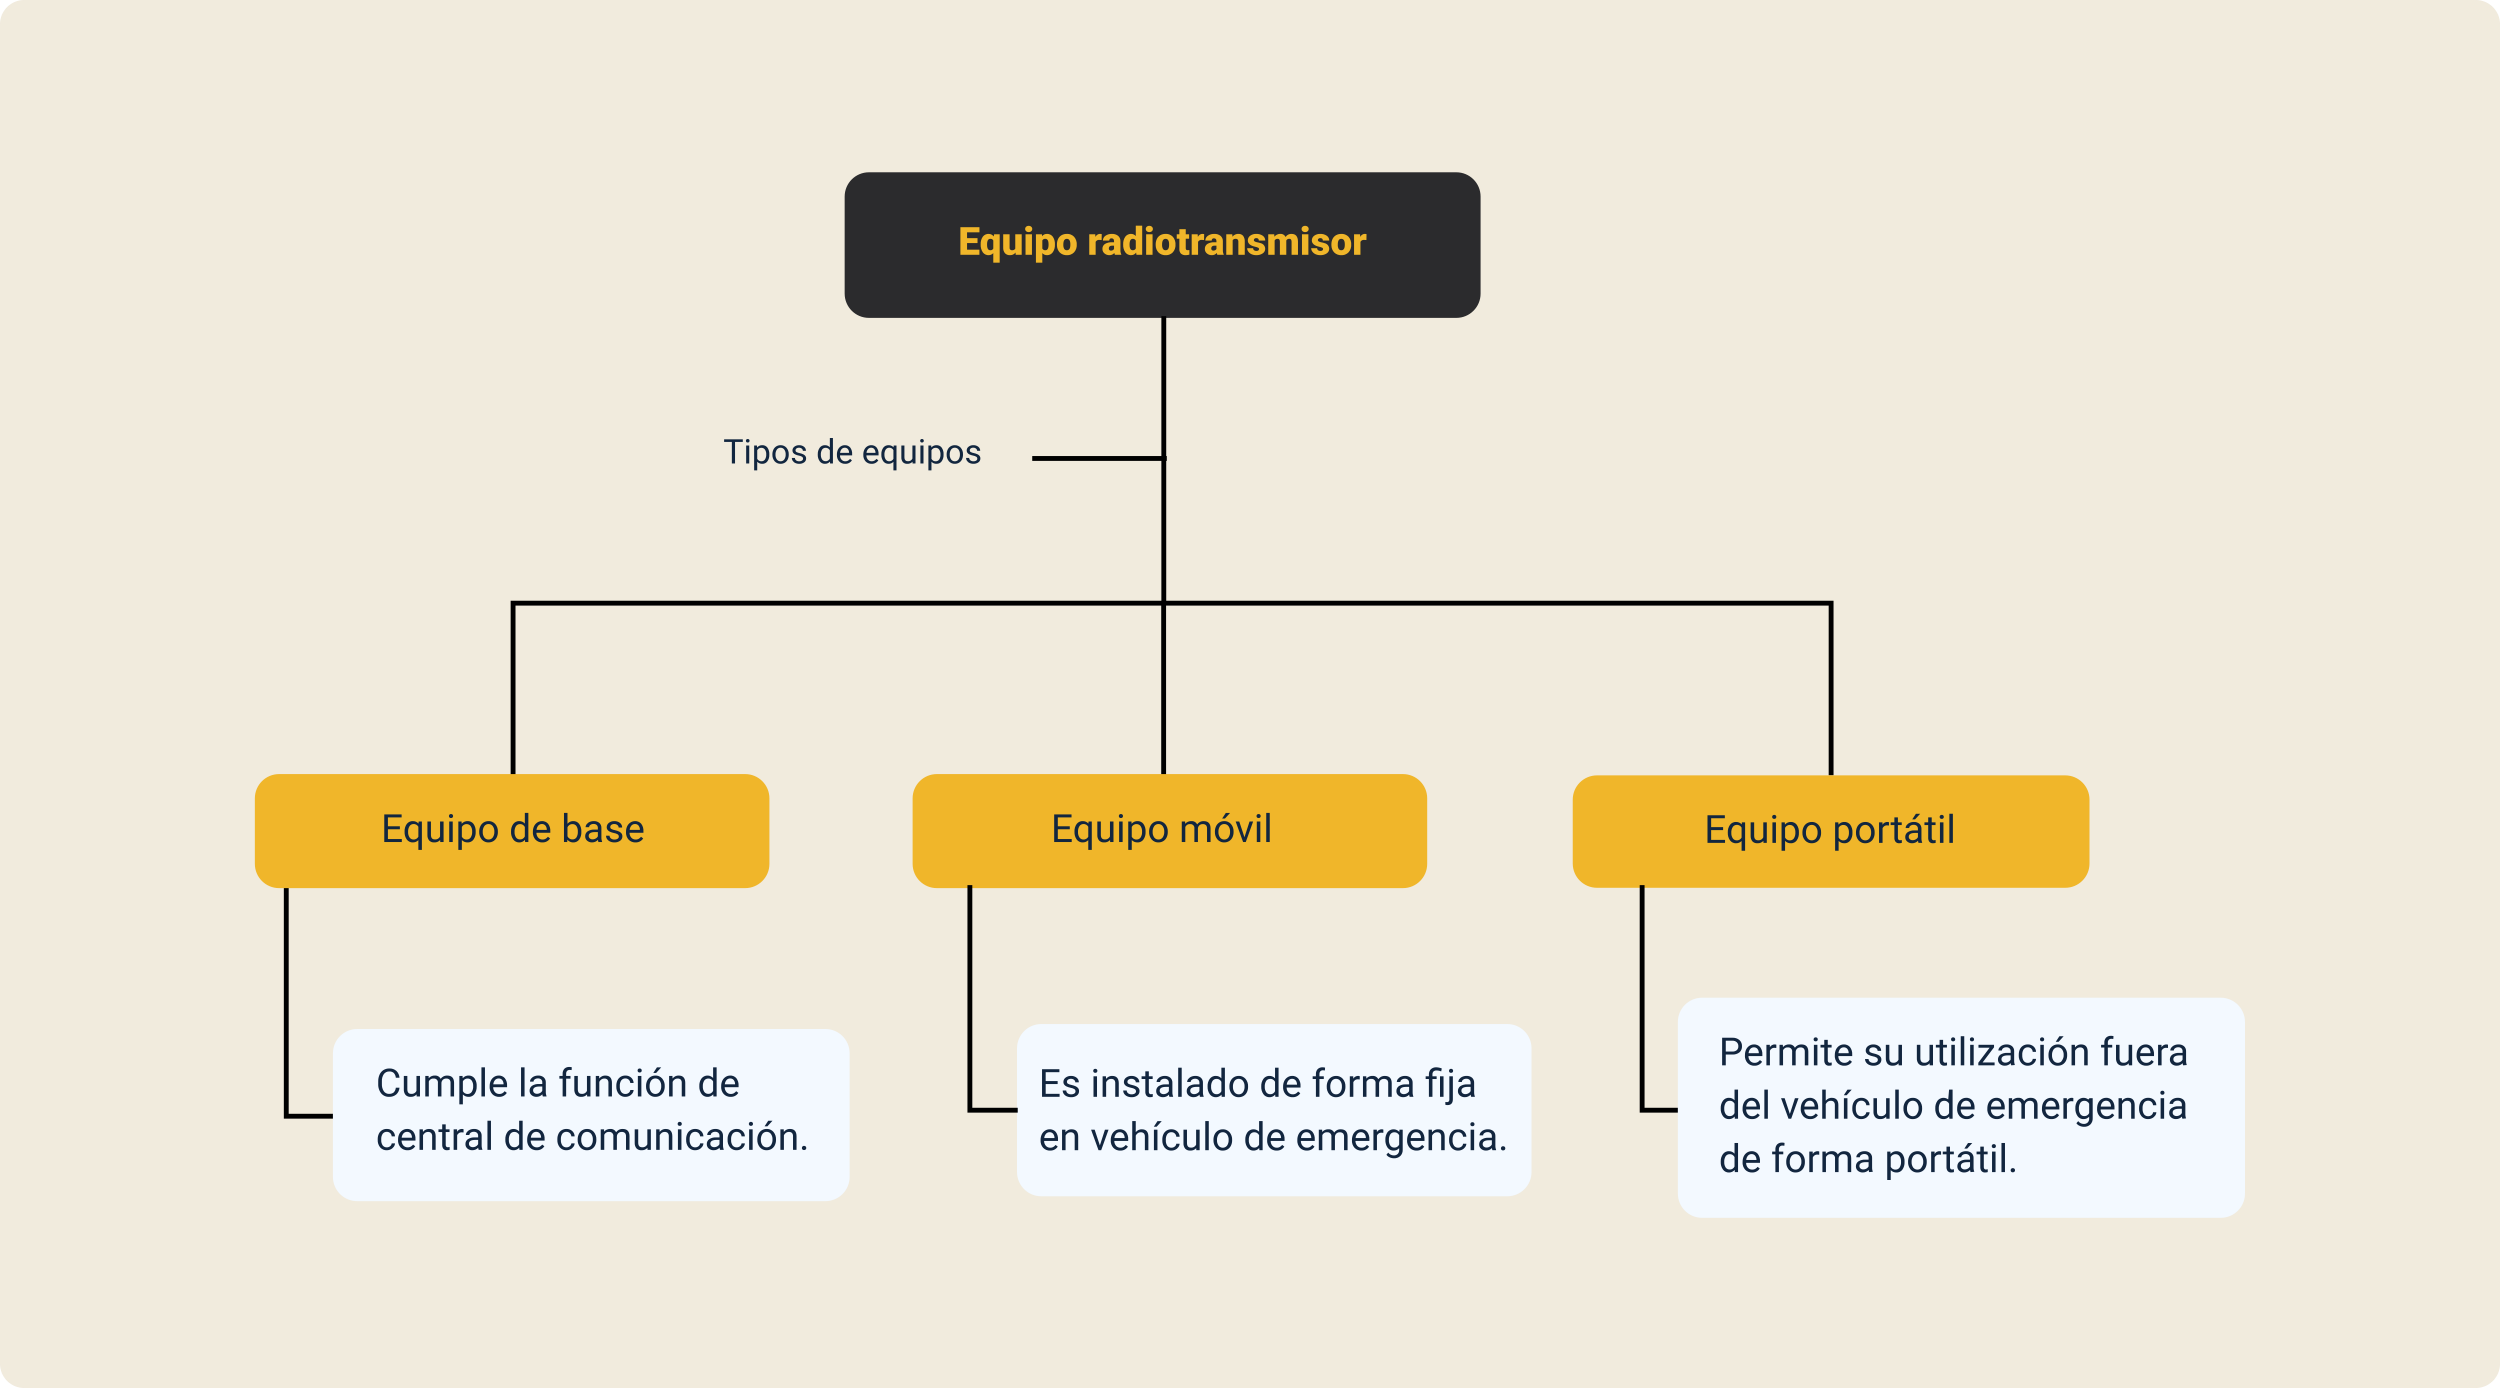 Equipo radiotransmisor
Tipos de equipos
Equipo de base
Equipo móvil
Equipo portátil
Cumple la función de
central de comunicación.
Es instalado de forma fija
en vehículo de emergencia.
Permite su utilización fuera
del vehículo de emergencia
de forma portátil.